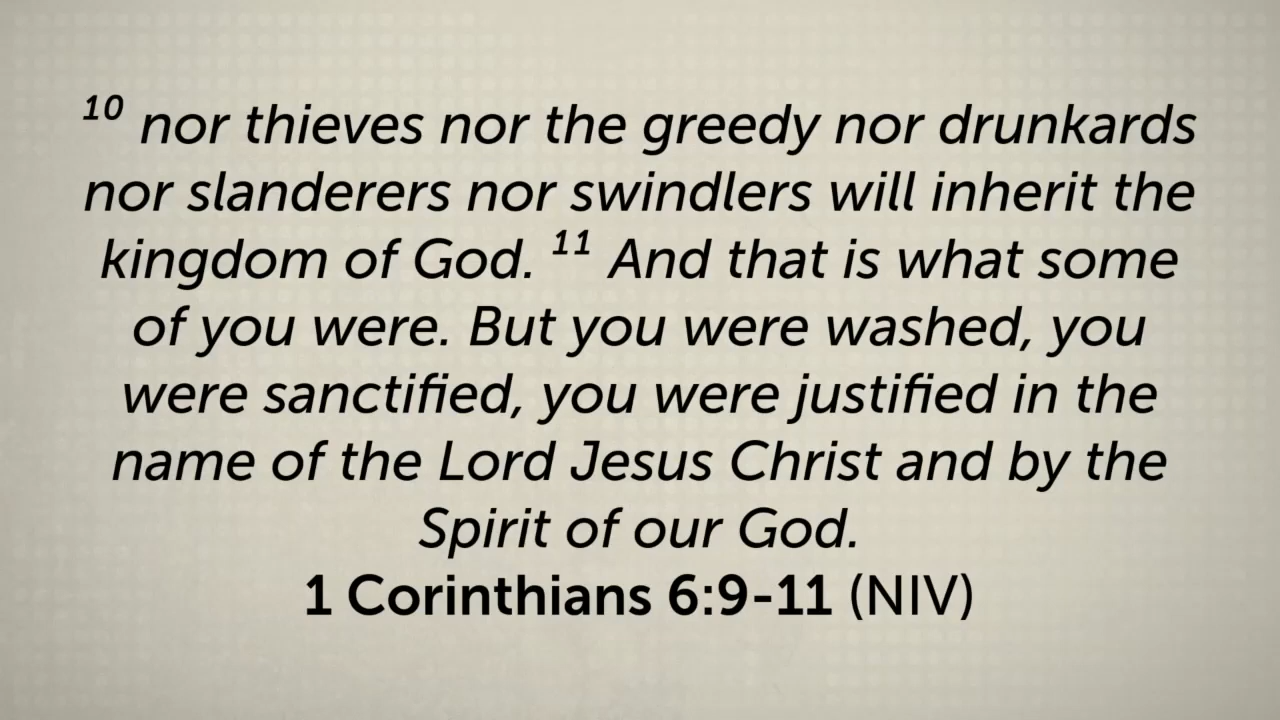 10 nor thieves nor the greedy nor drunkards
nor slanderers nor swindlers will inherit the
kingdom of God. 11 And that is what some
of you were. But you were washed, you
were sanctified, you were justified in the
name of the Lord Jesus Christ and by the
Spirit of our God.
1 Corinthians 6:9-11 (NIV)